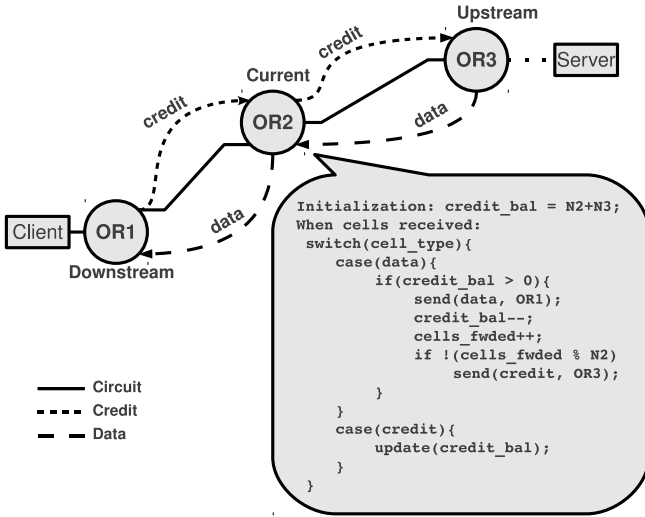 Upstream
credit
OR3
Server
Current
credit
OR2
data
data
Client
OR1
Downstream
Initialization: credit_bal = N2+N3;
When cells received:
switch(cell_type){
case(data){
if(credit_bal > 0){
send(data, OR1);
credit_bal--;
cells_fwded++;
if !(cells_fwded % N2)
send(credit, OR3);
}
}
case(credit){
update(credit_bal);
}
}
Circuit
Credit
Data